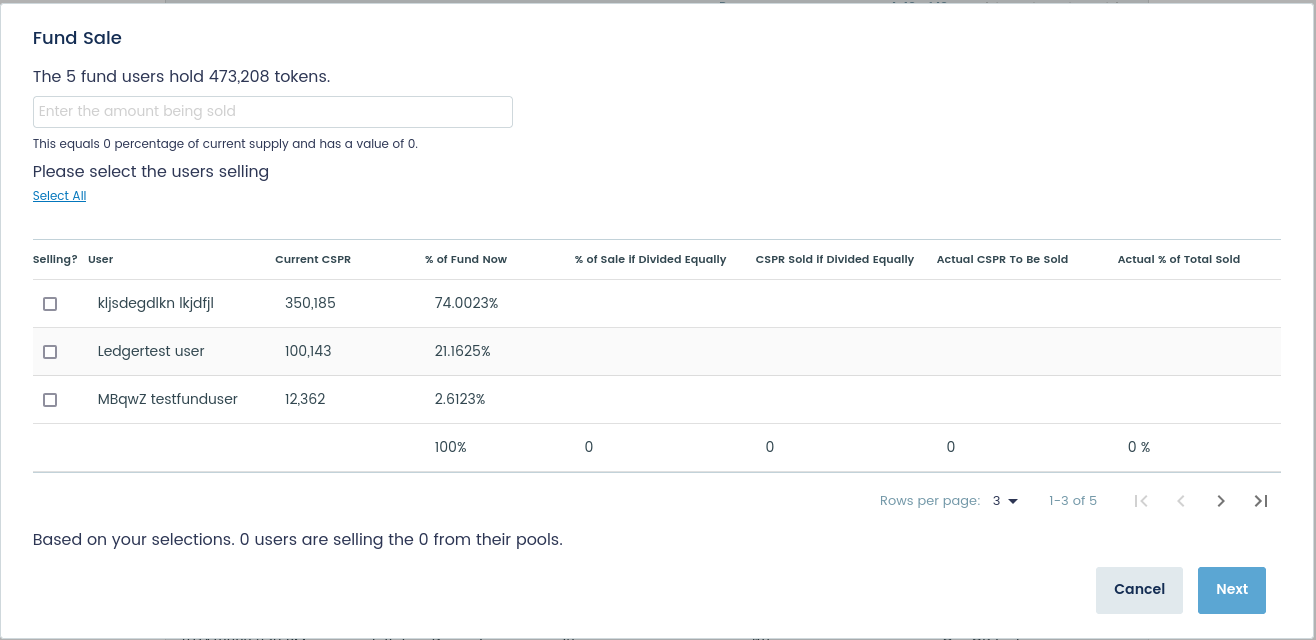 Fund Sale
The 5 fund users hold 473,208 tokens.
Enter the amount being sold
This equals 0 percentage of current supply and has a value of 0.
Please select the users selling
Select All
Selling? User Current CSPR % of Fund Now % of Sale if Divided Equally CSPR Sold if Divided Equally Actual CSPR To Be Sold Actual % of Total Sold
kljsdegdlkn lkjdfjl 350,185 74.0023%
Ledgertest user 100,143 21.1625%
MBqwZ testfunduser 12,362 2.6123%
100% 0 0 0 0 %
Rows per page: 3 1-3 of 5
Based on your selections. 0 users are selling the 0 from their pools.
Cancel Next